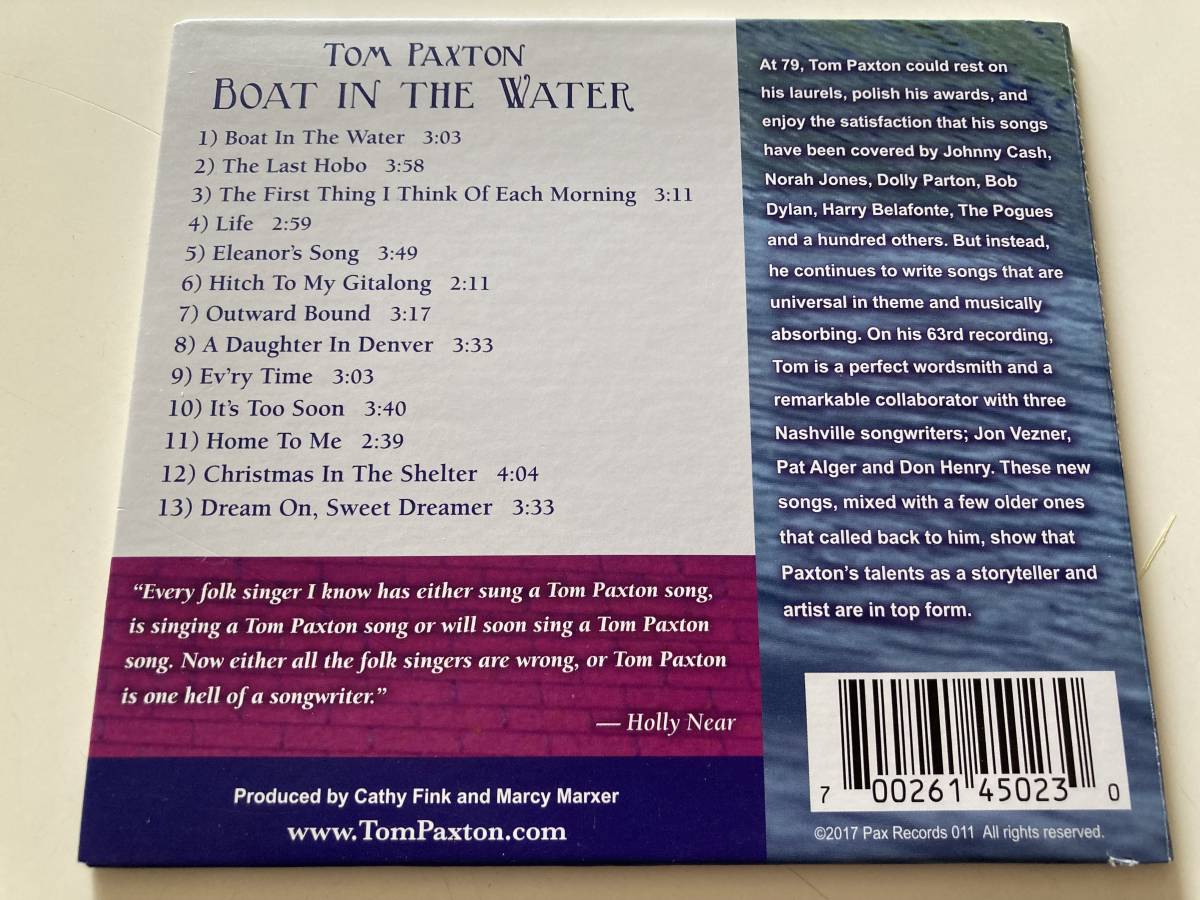 TOM PAXTON
BOAT IN THE WATER
1) Boat In The Water 3:03
2) The Last Hobo 3:58
3) The First Thing I Think Of Each Morning 3:11
4) Life 2:59
5) Eleanor's Song 3:49
6) Hitch To My Gitalong 2:11
7) Outward Bound 3:17
8) A Daughter In Denver 3:33
9) Ev'ry Time 3:03
10) It's Too Soon 3:40
11) Home To Me 2:39
12) Christmas In The Shelter 4:04
13) Dream On, Sweet Dreamer 3:33
“Every folk singer I know has either sung a Tom Paxton song,
is singing a Tom Paxton song or will soon sing a Tom Paxton
song. Now either all the folk singers are wrong, or Tom Paxton
is one hell of a songwriter.”
— Holly Near
Produced by Cathy Fink and Marcy Marxer
www.TomPaxton.com
At 79, Tom Paxton could rest on
his laurels, polish his awards, and
enjoy the satisfaction that his songs
have been covered by Johnny Cash,
Norah Jones, Dolly Parton, Bob
Dylan, Harry Belafonte, The Pogues
and a hundred others. But instead,
he continues to write songs that are
universal in theme and musically
absorbing. On his 63rd recording,
Tom is a perfect wordsmith and a
remarkable collaborator with three
Nashville songwriters; Jon Vezner,
Pat Alger and Don Henry. These new
songs, mixed with a few older ones
that called back to him, show that
Paxton's talents as a storyteller and
artist are in top form.
7 00261 45023 0
©2017 Pax Records 011 All rights reserved.